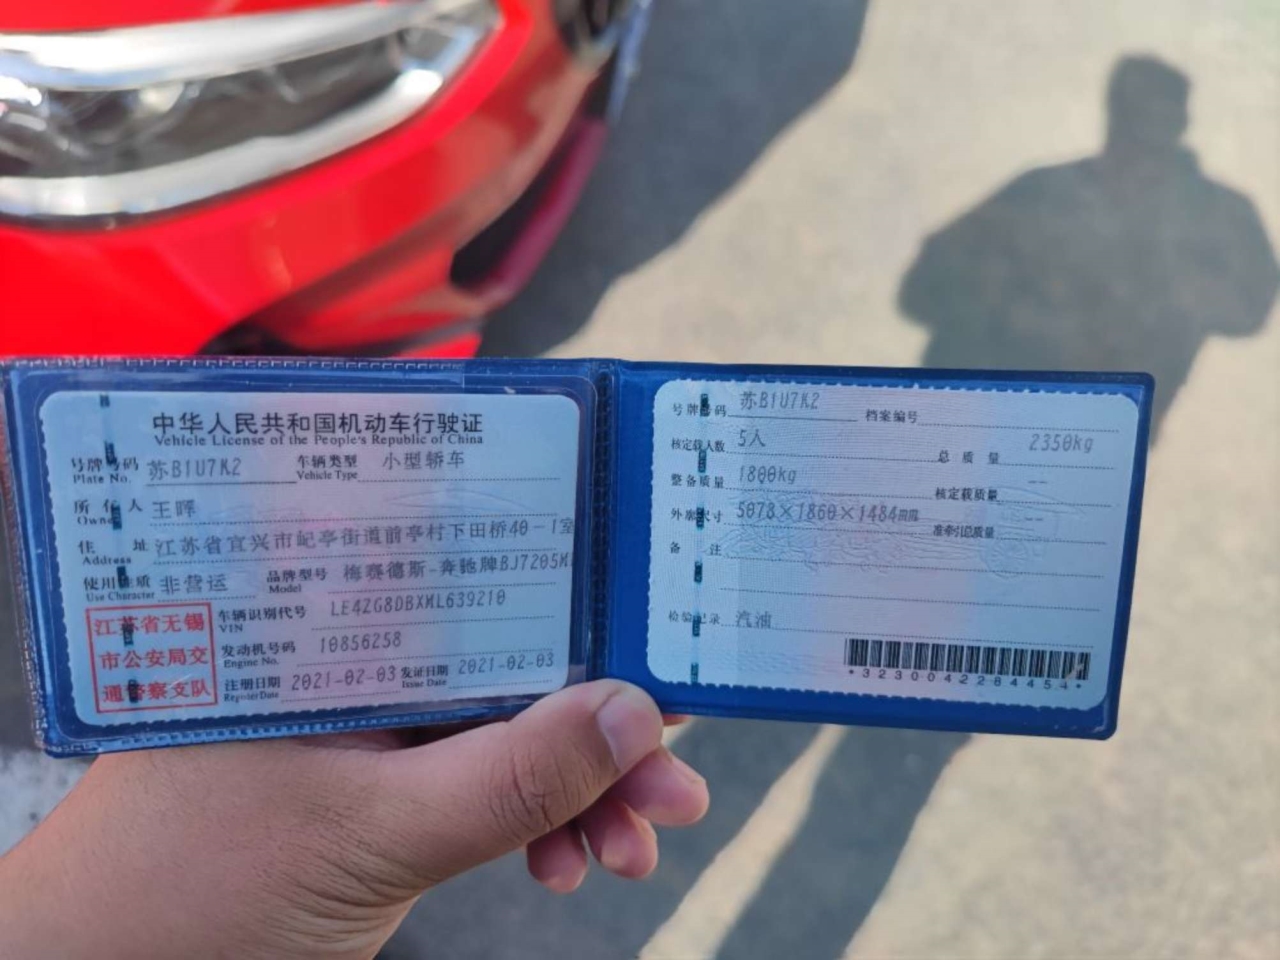 中华人民共和国机动车行驶证
Vehicle License of the People's Republic of China
号牌号码 苏B1U7K2 车辆类型 小型轿车
Plate No. Vehicle Type
所有人 王晖
Owner
住 址 江苏省宜兴市屺亭街道前亭村下田桥40-1室
Address
使用性质 非营运 品牌型号 梅赛德斯-奔驰牌BJ7205M
Use Character Model
江苏省无锡
市公安局交
通警察支队
车辆识别代号 LE4ZG8DBXML639210
VIN
发动机号码 10856258
Engine No.
注册日期 2021-02-03 发证日期 2021-02-03
Register Date Issue Date
号牌号码 苏B1U7K2 档案编号
核定载人数 5人 总质量 2350kg
整备质量 1800kg 核定载质量 --
外廓尺寸 5078×1860×1484mm 准牵引总质量 --
备 注
检验记录 汽油
*3230042264454*